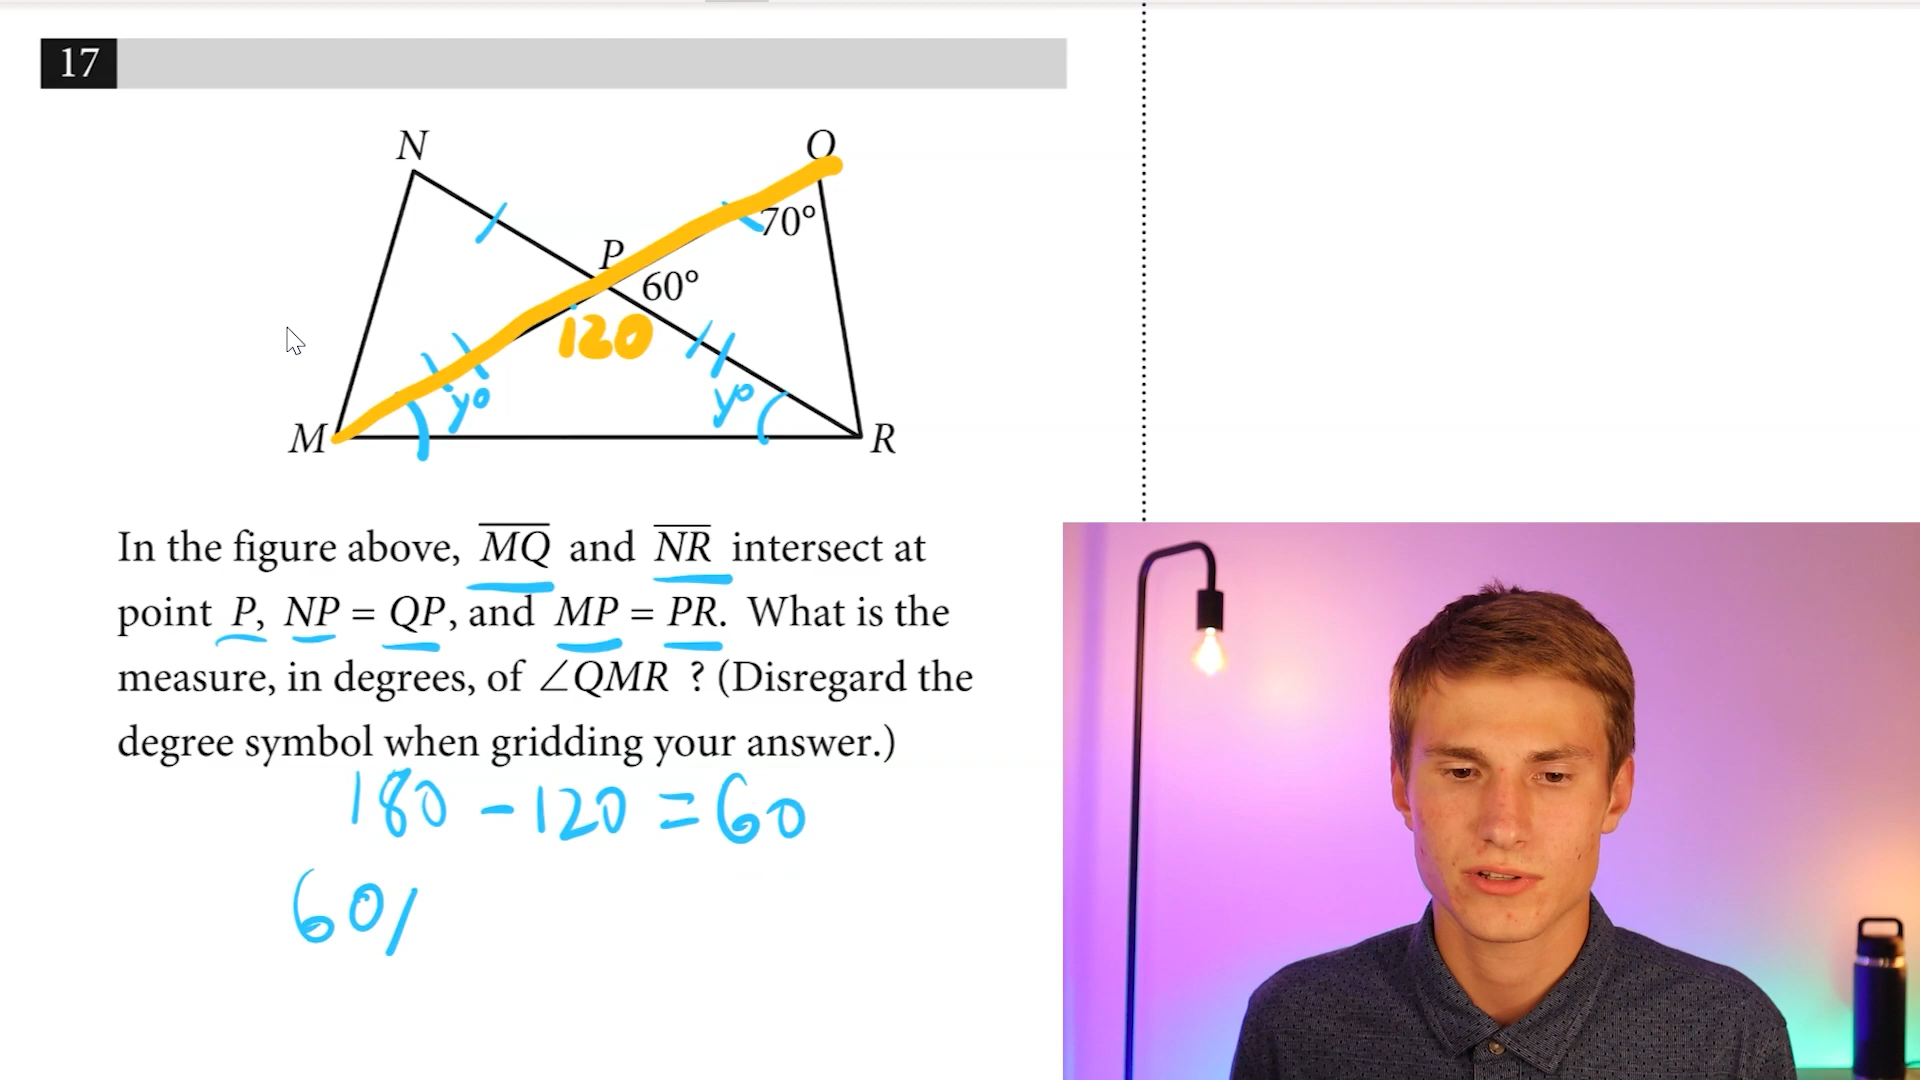 17
N
Q
70°
P
60°
120
y°
y°
M
R
In the figure above, MQ and NR intersect at
point P, NP = QP, and MP = PR. What is the
measure, in degrees, of ∠QMR ? (Disregard the
degree symbol when gridding your answer.)
180 - 120 = 60
60/